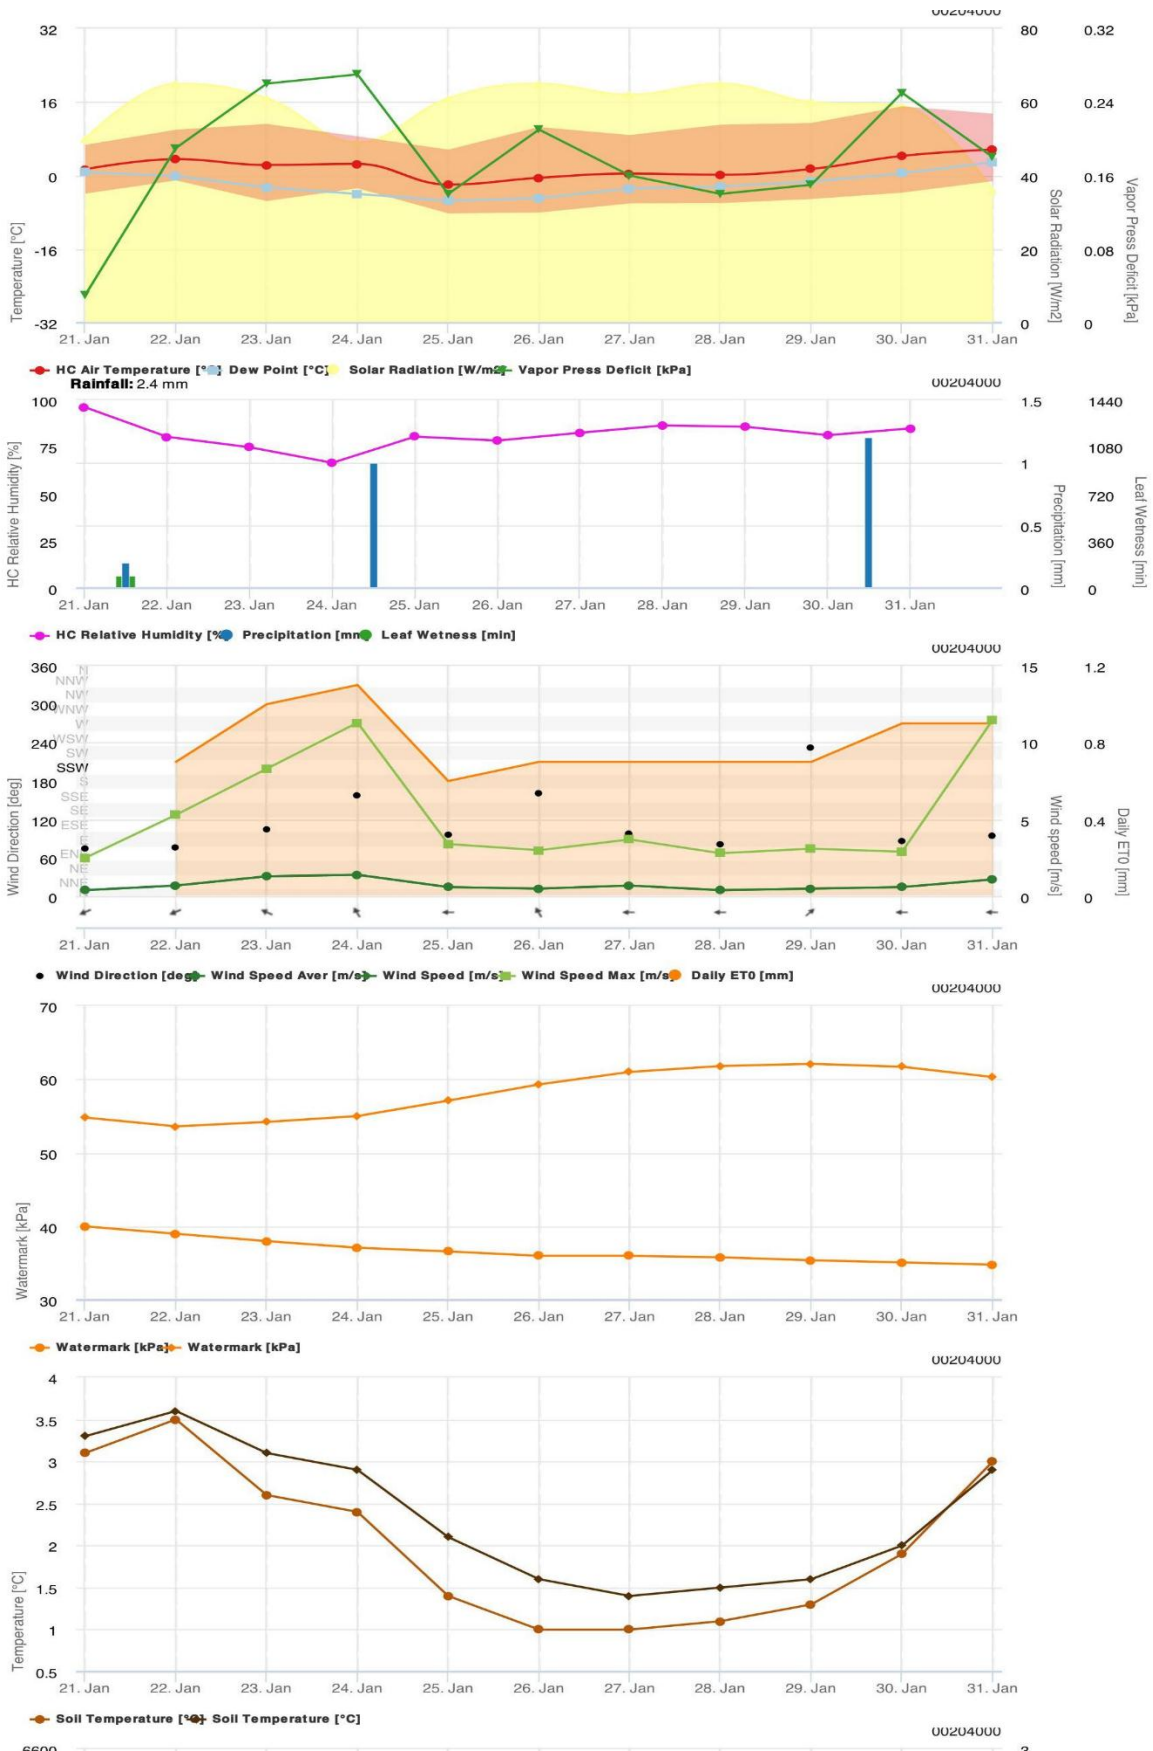 00204000
32 80 0.32
16 60 0.24
0 40 0.16
-16 20 0.08
-32 0 0
Temperature [°C]
Solar Radiation [W/m2]
Vapor Press Deficit [kPa]
21. Jan 22. Jan 23. Jan 24. Jan 25. Jan 26. Jan 27. Jan 28. Jan 29. Jan 30. Jan 31. Jan
HC Air Temperature [°C] Dew Point [°C] Solar Radiation [W/m2] Vapor Press Deficit [kPa]
Rainfall: 2.4 mm 00204000
100 1.5 1440
75 1080
1
50 720
0.5
25 360
0 0 0
HC Relative Humidity [%]
Precipitation [mm]
Leaf Wetness [min]
21. Jan 22. Jan 23. Jan 24. Jan 25. Jan 26. Jan 27. Jan 28. Jan 29. Jan 30. Jan 31. Jan
HC Relative Humidity [%] Precipitation [mm] Leaf Wetness [min]
00204000
360 N 15 1.2
NNW
NW
300 WNW
W
240 WSW 10 0.8
SW
SSW
180 S
SSE
SE
120 ESE 5 0.4
E
60 ENE
NE
NNE
0 0 0
Wind Direction [deg]
Wind speed [m/s]
Daily ET0 [mm]
21. Jan 22. Jan 23. Jan 24. Jan 25. Jan 26. Jan 27. Jan 28. Jan 29. Jan 30. Jan 31. Jan
Wind Direction [deg] Wind Speed Aver [m/s] Wind Speed [m/s] Wind Speed Max [m/s] Daily ET0 [mm]
00204000
70
60
50
40
30
Watermark [kPa]
21. Jan 22. Jan 23. Jan 24. Jan 25. Jan 26. Jan 27. Jan 28. Jan 29. Jan 30. Jan 31. Jan
Watermark [kPa] Watermark [kPa]
00204000
4
3.5
3
2.5
2
1.5
1
0.5
Temperature [°C]
21. Jan 22. Jan 23. Jan 24. Jan 25. Jan 26. Jan 27. Jan 28. Jan 29. Jan 30. Jan 31. Jan
Soil Temperature [°C] Soil Temperature [°C]
00204000
6600 3